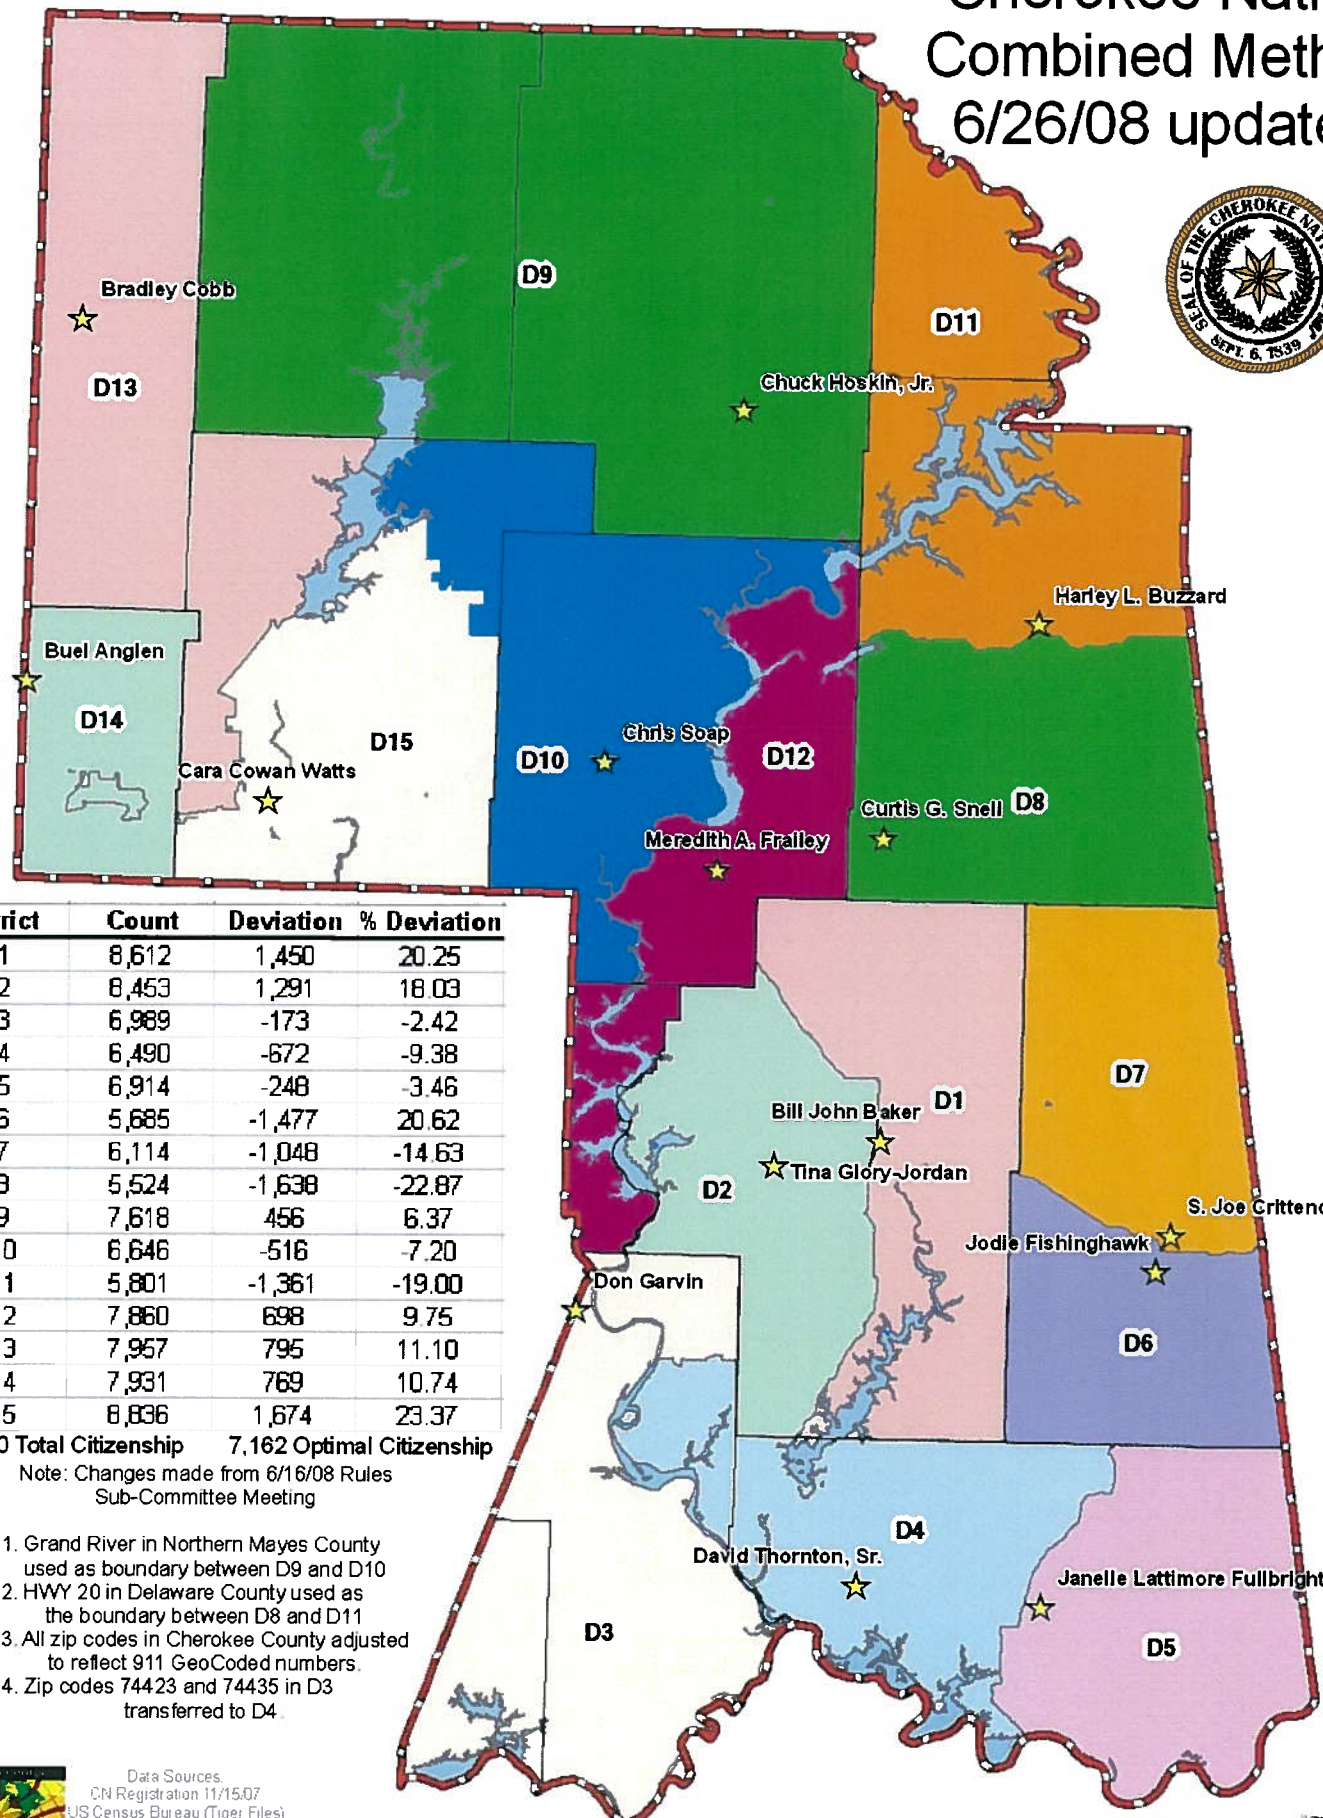 Cherokee Nati
Combined Meth
6/26/08 update
SEAL OF THE CHEROKEE NATI
SEPT. 6, 1839
Bradley Cobb
D13
D9
D11
Chuck Hoskin, Jr.
Harley L. Buzzard
Buel Anglen
D14
D15
Cara Cowan Watts
D10
Chris Soap
D12
Curtis G. Snell
D8
Meredith A. Frailey
D7
D1
Bill John Baker
Tina Glory-Jordan
D2
S. Joe Crittend
Jodie Fishinghawk
Don Garvin
D6
D4
David Thornton, Sr.
Janelle Lattimore Fullbright
D3
D5
rict Count Deviation % Deviation
1 8,612 1,450 20.25
2 8,453 1,291 18.03
3 6,989 -173 -2.42
4 6,490 -672 -9.38
5 6,914 -248 -3.46
6 5,685 -1,477 20.62
7 6,114 -1,048 -14.63
8 5,524 -1,638 -22.87
9 7,618 456 6.37
0 6,646 -516 -7.20
1 5,801 -1,361 -19.00
2 7,860 698 9.75
3 7,957 795 11.10
4 7,931 769 10.74
5 8,836 1,674 23.37
0 Total Citizenship 7,162 Optimal Citizenship
Note: Changes made from 6/16/08 Rules
Sub-Committee Meeting
1. Grand River in Northern Mayes County
used as boundary between D9 and D10
2. HWY 20 in Delaware County used as
the boundary between D8 and D11
3. All zip codes in Cherokee County adjusted
to reflect 911 GeoCoded numbers.
4. Zip codes 74423 and 74435 in D3
transferred to D4.
Data Sources.
CN Registration 11/15/07
US Census Bureau (Tiger Files)